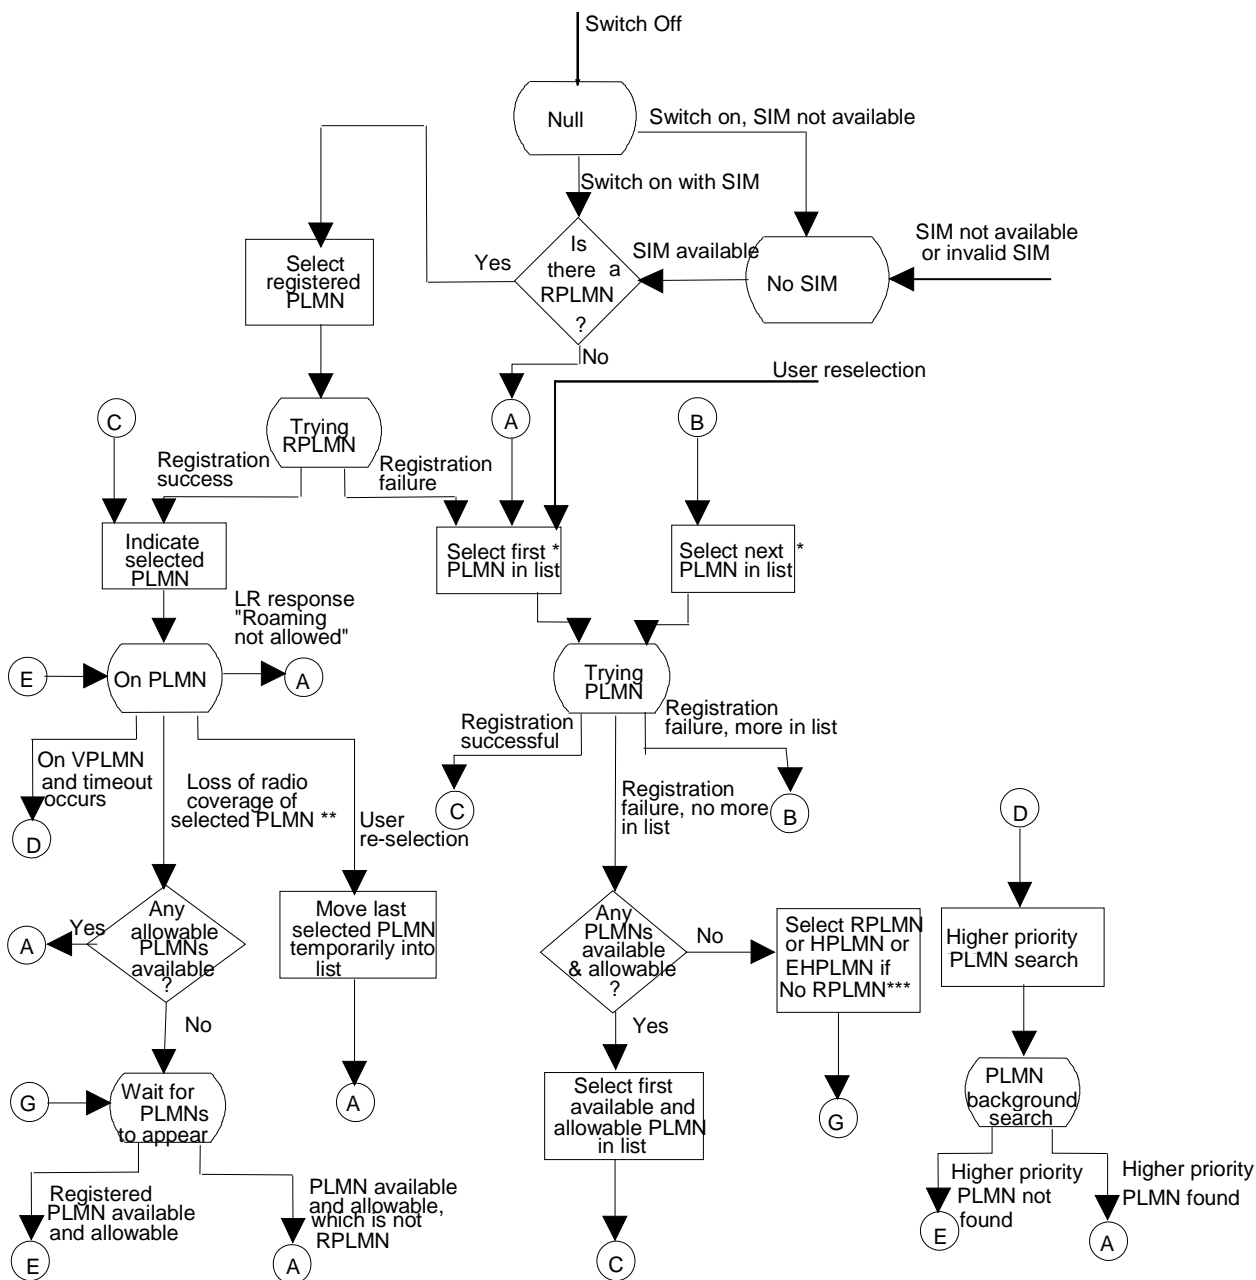 Switch Off
Null
Switch on, SIM not available
Switch on with SIM
SIM not available
or invalid SIM
Is
there a
RPLMN
?
SIM available
No SIM
Yes
Select
registered
PLMN
No
User reselection
C
Trying
RPLMN
A
B
Registration
success
Registration
failure
Indicate
selected
PLMN
Select first *
PLMN in list
Select next *
PLMN in list
LR response
"Roaming
not allowed"
E
On PLMN
A
Trying
PLMN
Registration
successful
Registration
failure, more in list
On VPLMN
and timeout
occurs
Loss of radio
coverage of
selected PLMN **
User
re-selection
Registration
failure, no more
in list
D
C
B
D
A
Yes
Any
allowable
PLMNs
available
?
Move last
selected PLMN
temporarily into
list
Any
PLMNs
available
& allowable
?
No
Select RPLMN
or HPLMN or
EHPLMN if
No RPLMN***
Higher priority
PLMN search
No
Yes
G
Wait for
PLMNs
to appear
A
Select first
available and
allowable PLMN
in list
G
PLMN
background
search
Registered
PLMN available
and allowable
PLMN available
and allowable,
which is not
RPLMN
Higher priority
PLMN not
found
Higher priority
PLMN found
E
A
C
E
A